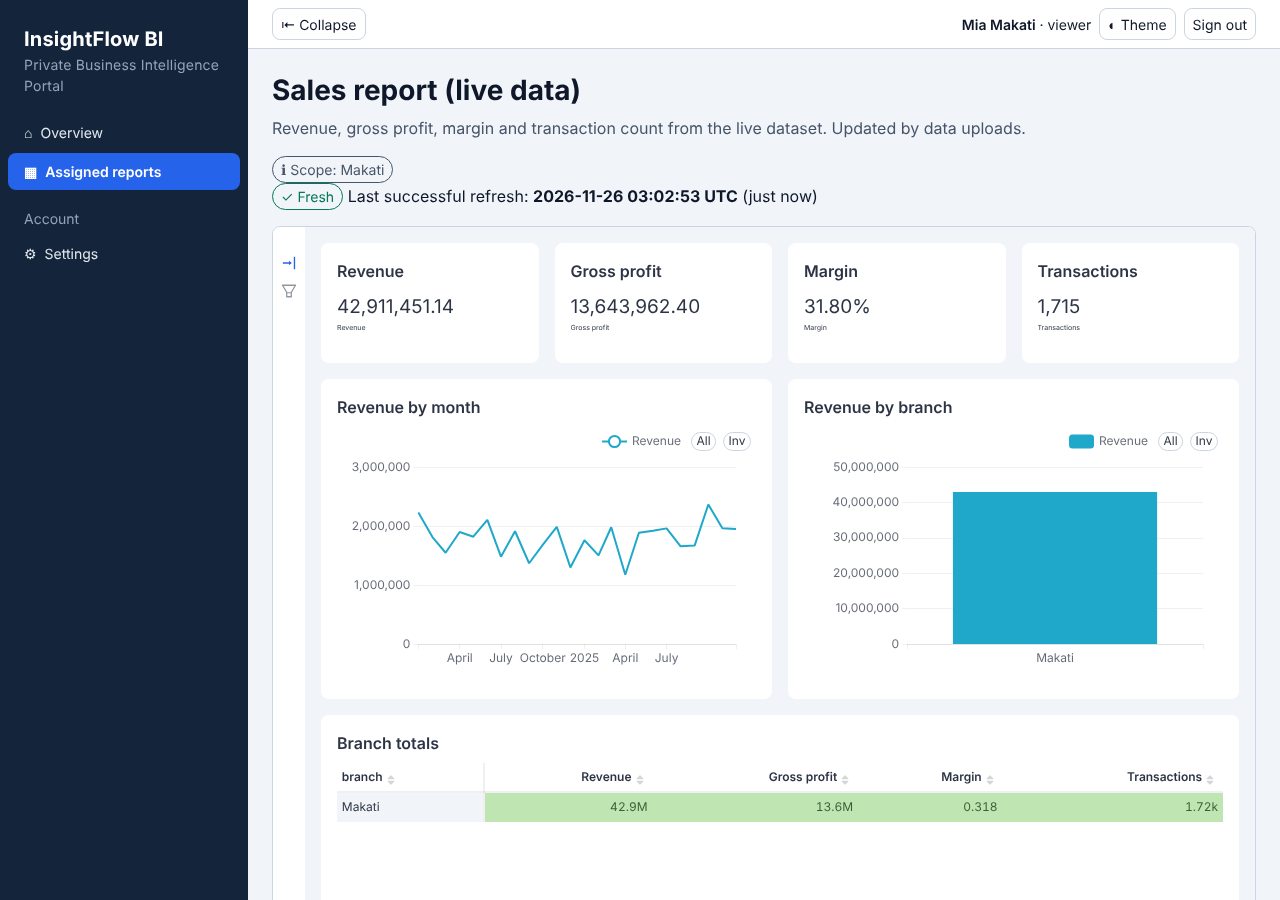 InsightFlow BI
Private Business Intelligence
Portal
Overview
Assigned reports
Account
Settings
Collapse
Mia Makati · viewer
Theme
Sign out
Sales report (live data)
Revenue, gross profit, margin and transaction count from the live dataset. Updated by data uploads.
ℹ Scope: Makati
✓ Fresh Last successful refresh: 2026-11-26 03:02:53 UTC (just now)
Revenue
42,911,451.14
Revenue
Gross profit
13,643,962.40
Gross profit
Margin
31.80%
Margin
Transactions
1,715
Transactions
Revenue by month
Revenue All Inv
3,000,000
2,000,000
1,000,000
0
April July October 2025 April July
Revenue by branch
Revenue All Inv
50,000,000
40,000,000
30,000,000
20,000,000
10,000,000
0
Makati
Branch totals
branch Revenue Gross profit Margin Transactions
Makati 42.9M 13.6M 0.318 1.72k